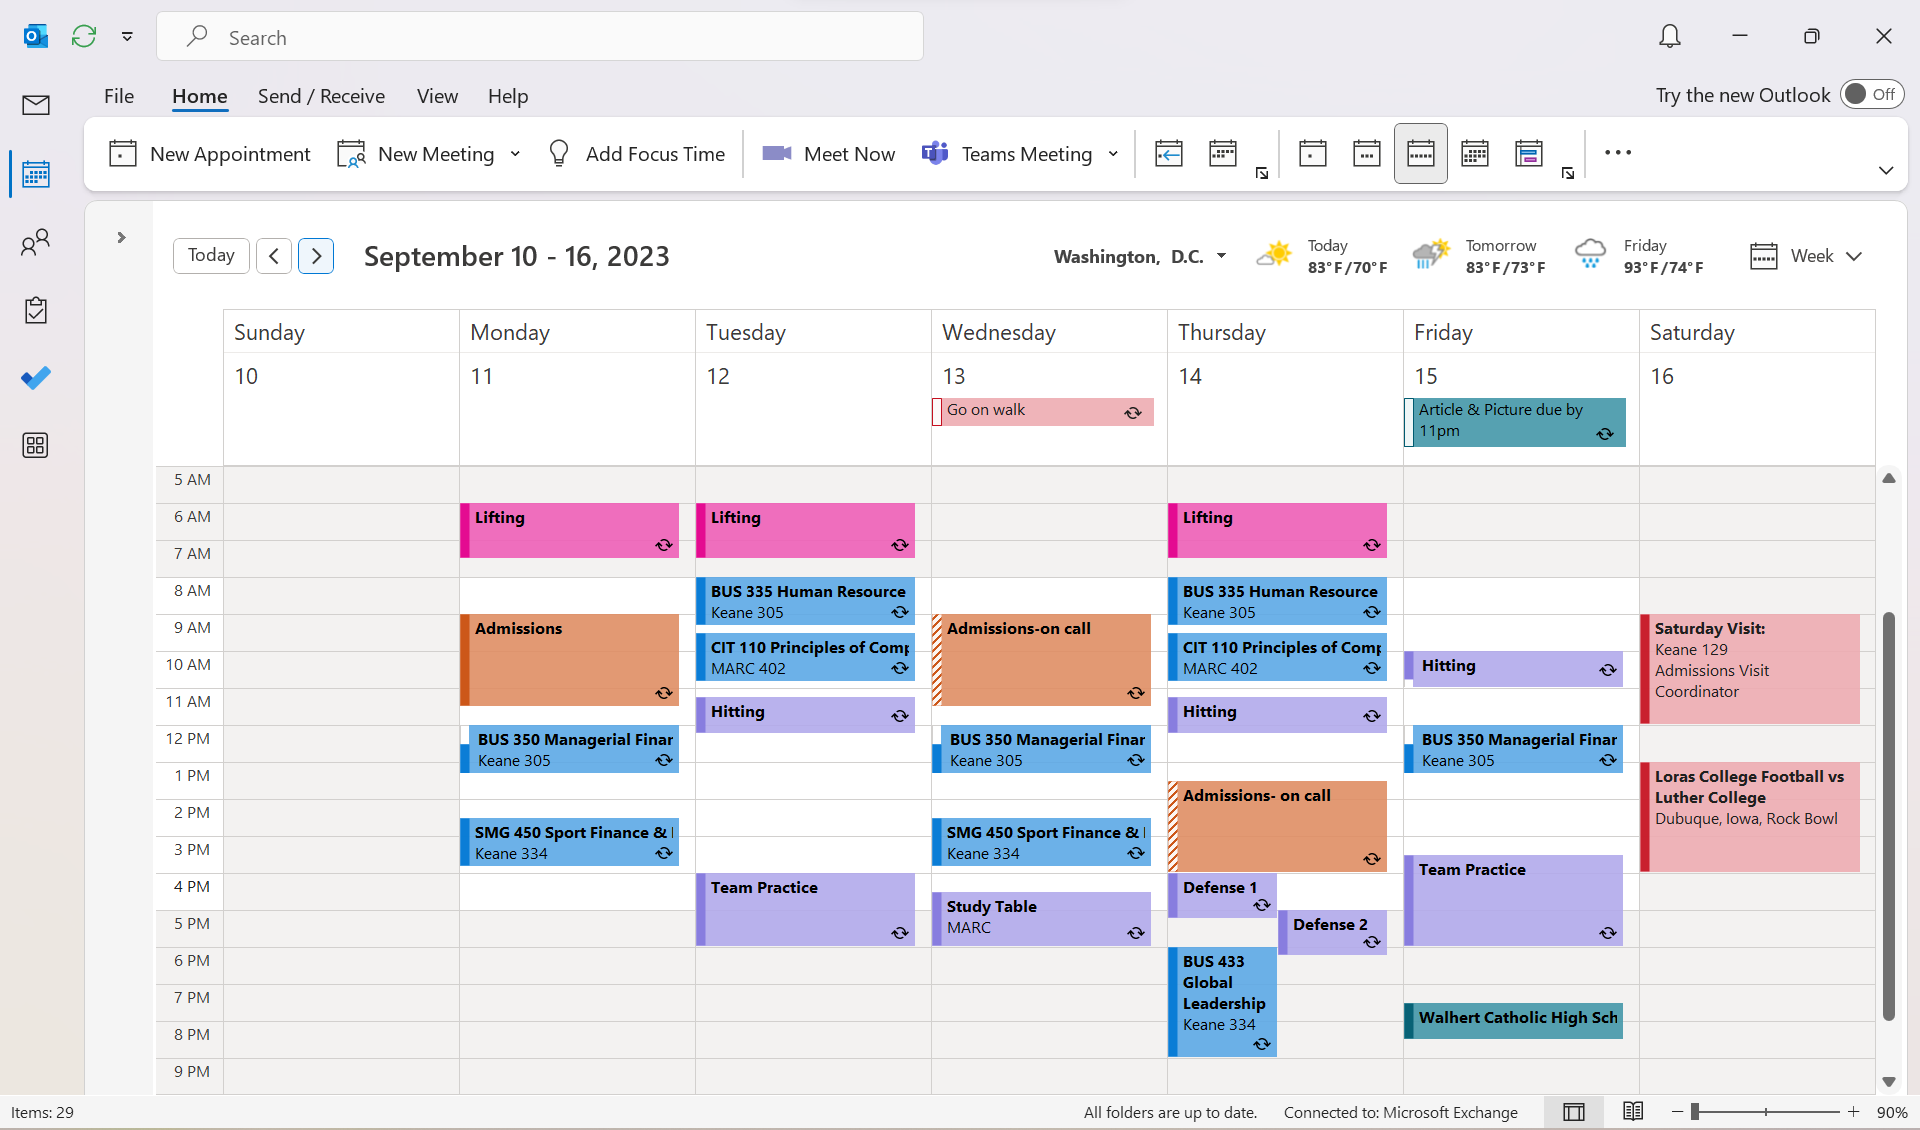 Search
File Home Send / Receive View Help
Try the new Outlook Off
New Appointment New Meeting Add Focus Time Meet Now Teams Meeting
Today September 10 - 16, 2023
Washington, D.C. Today Tomorrow Friday Week
83°F/70°F 83°F/73°F 93°F/74°F
Sunday Monday Tuesday Wednesday Thursday Friday Saturday
10 11 12 13 14 15 16
Go on walk
Article & Picture due by
11pm
5 AM
6 AM
7 AM
8 AM
9 AM
10 AM
11 AM
12 PM
1 PM
2 PM
3 PM
4 PM
5 PM
6 PM
7 PM
8 PM
9 PM
Lifting
Admissions
BUS 350 Managerial Finar
Keane 305
SMG 450 Sport Finance &
Keane 334
Lifting
BUS 335 Human Resource
Keane 305
CIT 110 Principles of Comp
MARC 402
Hitting
Team Practice
Admissions-on call
BUS 350 Managerial Finar
Keane 305
SMG 450 Sport Finance &
Keane 334
Study Table
MARC
Lifting
BUS 335 Human Resource
Keane 305
CIT 110 Principles of Comp
MARC 402
Hitting
Admissions- on call
Defense 1
Defense 2
BUS 433
Global
Leadership
Keane 334
Hitting
BUS 350 Managerial Finar
Keane 305
Team Practice
Walhert Catholic High Sch
Saturday Visit:
Keane 129
Admissions Visit
Coordinator
Loras College Football vs
Luther College
Dubuque, Iowa, Rock Bowl
Items: 29 All folders are up to date. Connected to: Microsoft Exchange 90%